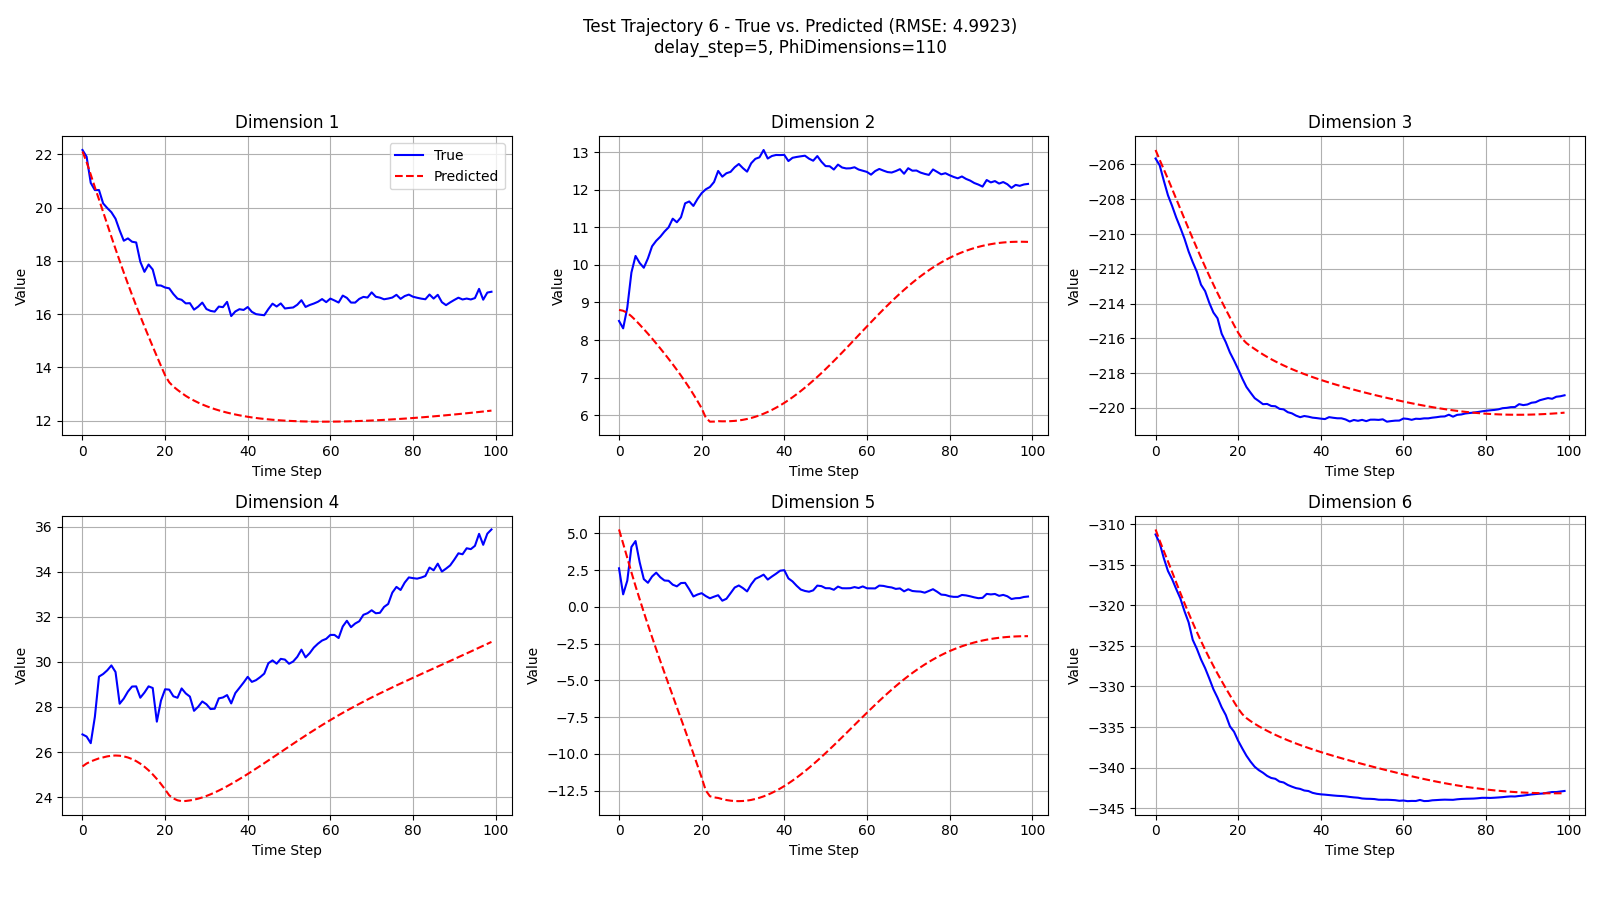 Test Trajectory 6 - True vs. Predicted (RMSE: 4.9923)
delay_step=5, PhiDimensions=110
Dimension 1
True
Predicted
Value
22
20
18
16
14
12
0 20 40 60 80 100
Time Step
Dimension 2
Value
13
12
11
10
9
8
7
6
0 20 40 60 80 100
Time Step
Dimension 3
Value
−206
−208
−210
−212
−214
−216
−218
−220
0 20 40 60 80 100
Time Step
Dimension 4
Value
36
34
32
30
28
26
24
0 20 40 60 80 100
Time Step
Dimension 5
Value
5.0
2.5
0.0
−2.5
−5.0
−7.5
−10.0
−12.5
0 20 40 60 80 100
Time Step
Dimension 6
Value
−310
−315
−320
−325
−330
−335
−340
−345
0 20 40 60 80 100
Time Step